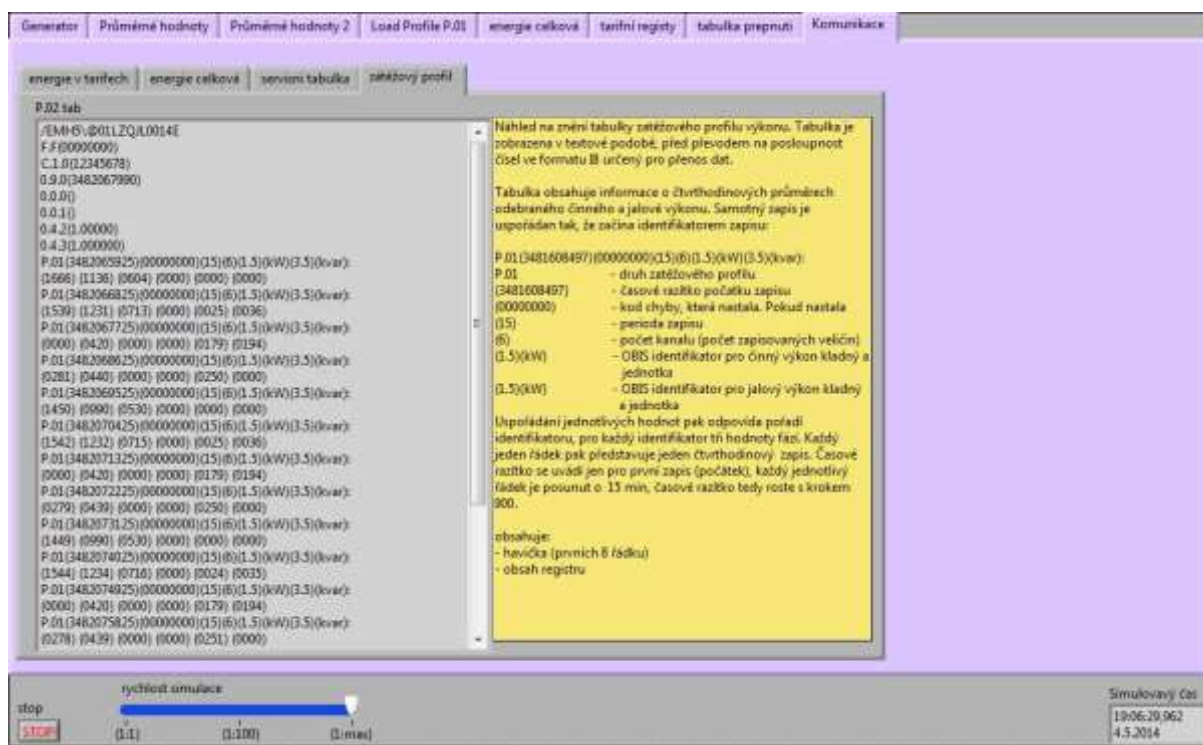 Generator Průměrné hodnoty Průměrné hodnoty 2 Load Profile P.01 energie celková tarifní registy tabulka prepnuti Komunikace
energie v tarifech energie celková servisni tabulka zátěžový profil
P.02 tab
F.F(00000000)
C.1.0(12345678)
0.9.0(3482067990)
0.0.0()
0.0.1()
0.4.2(1.00000)
0.4.3(1.000000)
P.01(3482065925)(00000000)(15)(6)(1.5)(kW)(3.5)(kvar):
(1666) (1136) (0604) (0000) (0000) (0000)
P.01(3482066825)(00000000)(15)(6)(1.5)(kW)(3.5)(kvar):
(1539) (1231) (0713) (0000) (0025) (0036)
P.01(3482067725)(00000000)(15)(6)(1.5)(kW)(3.5)(kvar):
(0000) (0420) (0000) (0000) (0179) (0194)
P.01(3482068625)(00000000)(15)(6)(1.5)(kW)(3.5)(kvar):
(0281) (0440) (0000) (0000) (0250) (0000)
P.01(3482069525)(00000000)(15)(6)(1.5)(kW)(3.5)(kvar):
(1450) (0990) (0530) (0000) (0000) (0000)
P.01(3482070425)(00000000)(15)(6)(1.5)(kW)(3.5)(kvar):
(1542) (1232) (0715) (0000) (0025) (0036)
P.01(3482071325)(00000000)(15)(6)(1.5)(kW)(3.5)(kvar):
(0000) (0420) (0000) (0000) (0179) (0194)
P.01(3482072225)(00000000)(15)(6)(1.5)(kW)(3.5)(kvar):
(0279) (0439) (0000) (0000) (0250) (0000)
P.01(3482073125)(00000000)(15)(6)(1.5)(kW)(3.5)(kvar):
(1449) (0990) (0530) (0000) (0000) (0000)
P.01(3482074025)(00000000)(15)(6)(1.5)(kW)(3.5)(kvar):
(1544) (1234) (0716) (0000) (0024) (0035)
P.01(3482074925)(00000000)(15)(6)(1.5)(kW)(3.5)(kvar):
(0000) (0420) (0000) (0000) (0179) (0194)
P.01(3482075825)(00000000)(15)(6)(1.5)(kW)(3.5)(kvar):
(0278) (0439) (0000) (0000) (0251) (0000)
Náhled na znění tabulky zatěžového profilu výkonu. Tabulka je
zobrazena v textové podobě, před převodem na posloupnost
čísel ve formatu určený pro přenos dat.
Tabulka obsahuje informace o čtvrthodinových průměrech
odebraného činného a jalové výkonu. Samotný zapis je
uspořádan tak, že začina identifikatorem zapisu:
P.01(3481608497)(00000000)(15)(6)(1.5)(kW)(3.5)(kvar):
P.01 - druh zatěžového profilu
(3481608497) - časové razítko počatku zapisu
(00000000) - kod chyby, která nastala. Pokud nastala
(15) - perioda zapisu
(6) - počet kanalu (počet zapisovaných veličin)
(1.5)(kW) - OBIS identifikator pro činný výkon kladný a
jednotka
(1.5)(kW) - OBIS identifikator pro jalový výkon kladný
a jednotka
Uspořádání jednotlivých hodnot pak odpovída pořadi
identifikatoru, pro každý identifikator tři hodnoty fazí. Každý
jeden řádek pak představuje jeden čtvrthodinový zapis. Časové
razítko se uvádí jen pro první zapis (počátek), každý jednotlivý
řádek je posunut o 15 min, časové razítko tedy roste s krokem
900.
obsahuje:
- havička (prvnich 8 řádku)
- obsah registru
rychlost simulace
stop
STOP
(1:1) (1:100) (1:max)
Simulovavý čas
19:06:29,962
4.5.2014